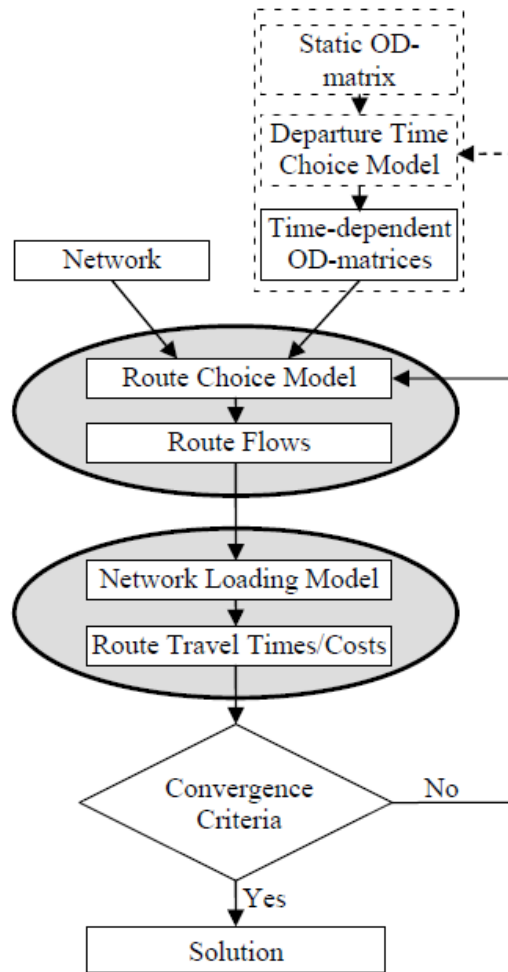 Static OD-
matrix
Departure Time
Choice Model
Time-dependent
OD-matrices
Network
Route Choice Model
Route Flows
Network Loading Model
Route Travel Times/Costs
Convergence
Criteria
No
Yes
Solution